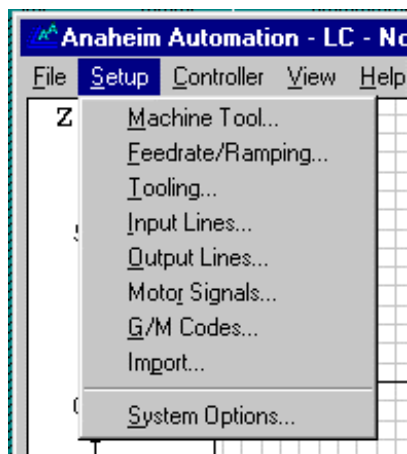 Anaheim Automation - LC - No
File Setup Controller View Help
Z
Machine Tool...
Feedrate/Ramping...
Tooling...
Input Lines...
Output Lines...
Motor Signals...
G/M Codes...
Import...
System Options...